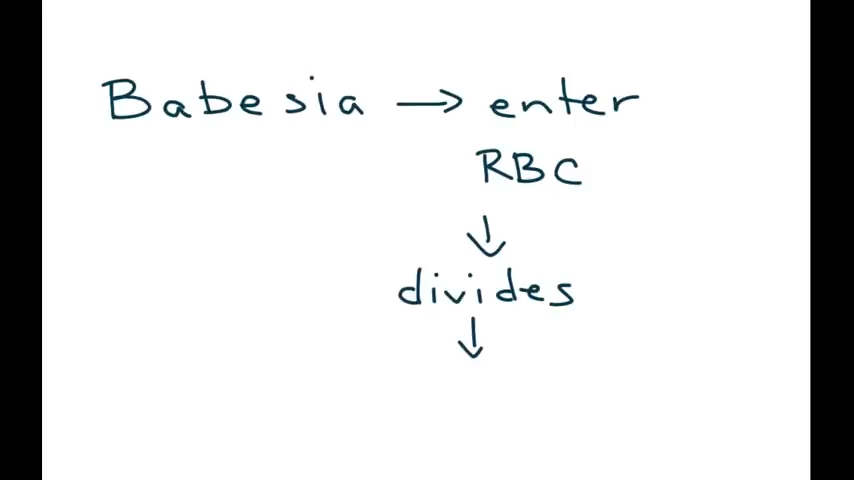 Babesia → enter
RBC
↓
divides
↓